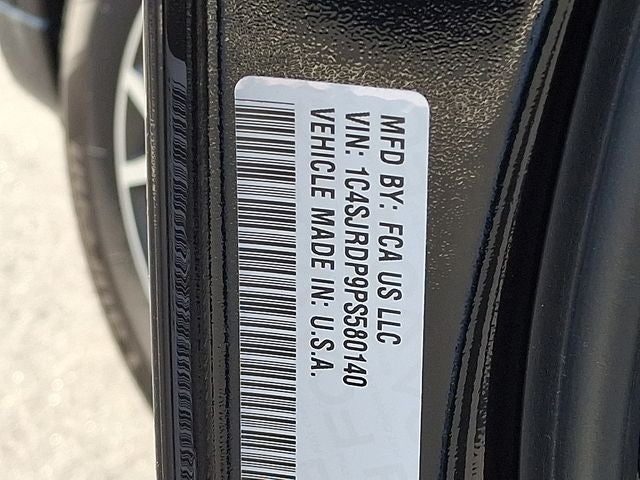 MFD BY: FCA US LLC
VIN: 1C4SJRDP9PS580140
VEHICLE MADE IN: U.S.A.